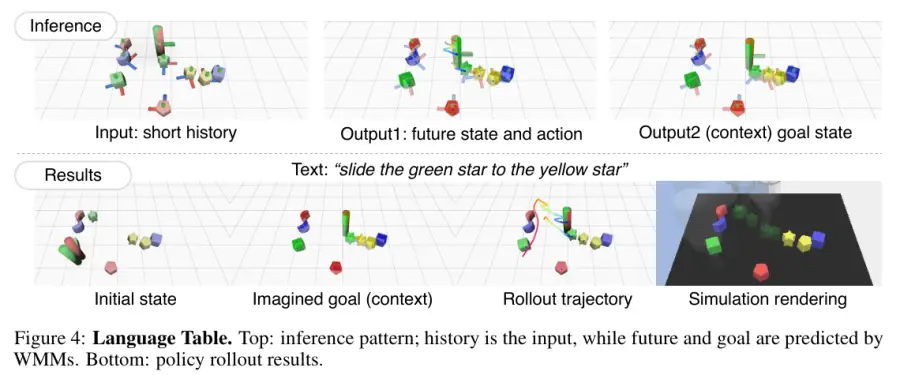 Inference
Input: short history
Output1: future state and action
Output2 (context) goal state
Results
Text: “slide the green star to the yellow star”
Initial state
Imagined goal (context)
Rollout trajectory
Simulation rendering
Figure 4: Language Table. Top: inference pattern; history is the input, while future and goal are predicted by
WMMs. Bottom: policy rollout results.